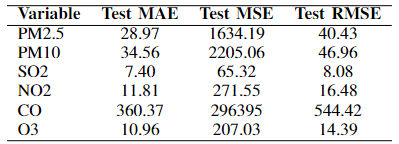 Variable Test MAE Test MSE Test RMSE
PM2.5 28.97 1634.19 40.43
PM10 34.56 2205.06 46.96
SO2 7.40 65.32 8.08
NO2 11.81 271.55 16.48
CO 360.37 296395 544.42
O3 10.96 207.03 14.39